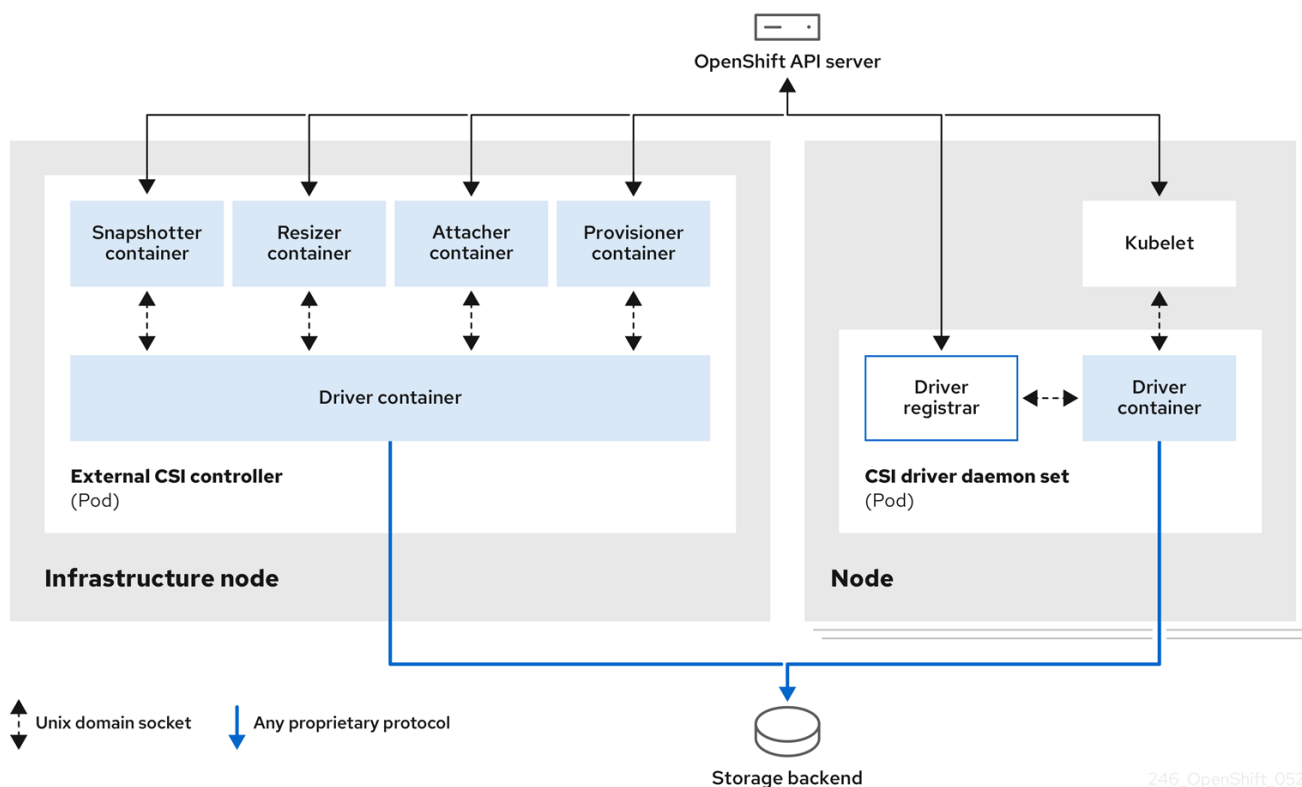 OpenShift API server
Snapshotter
container
Resizer
container
Attacher
container
Provisioner
container
Kubelet
Driver container
Driver
registrar
Driver
container
External CSI controller
(Pod)
CSI driver daemon set
(Pod)
Infrastructure node
Node
Unix domain socket
Any proprietary protocol
Storage backend
246_OpenShift_052